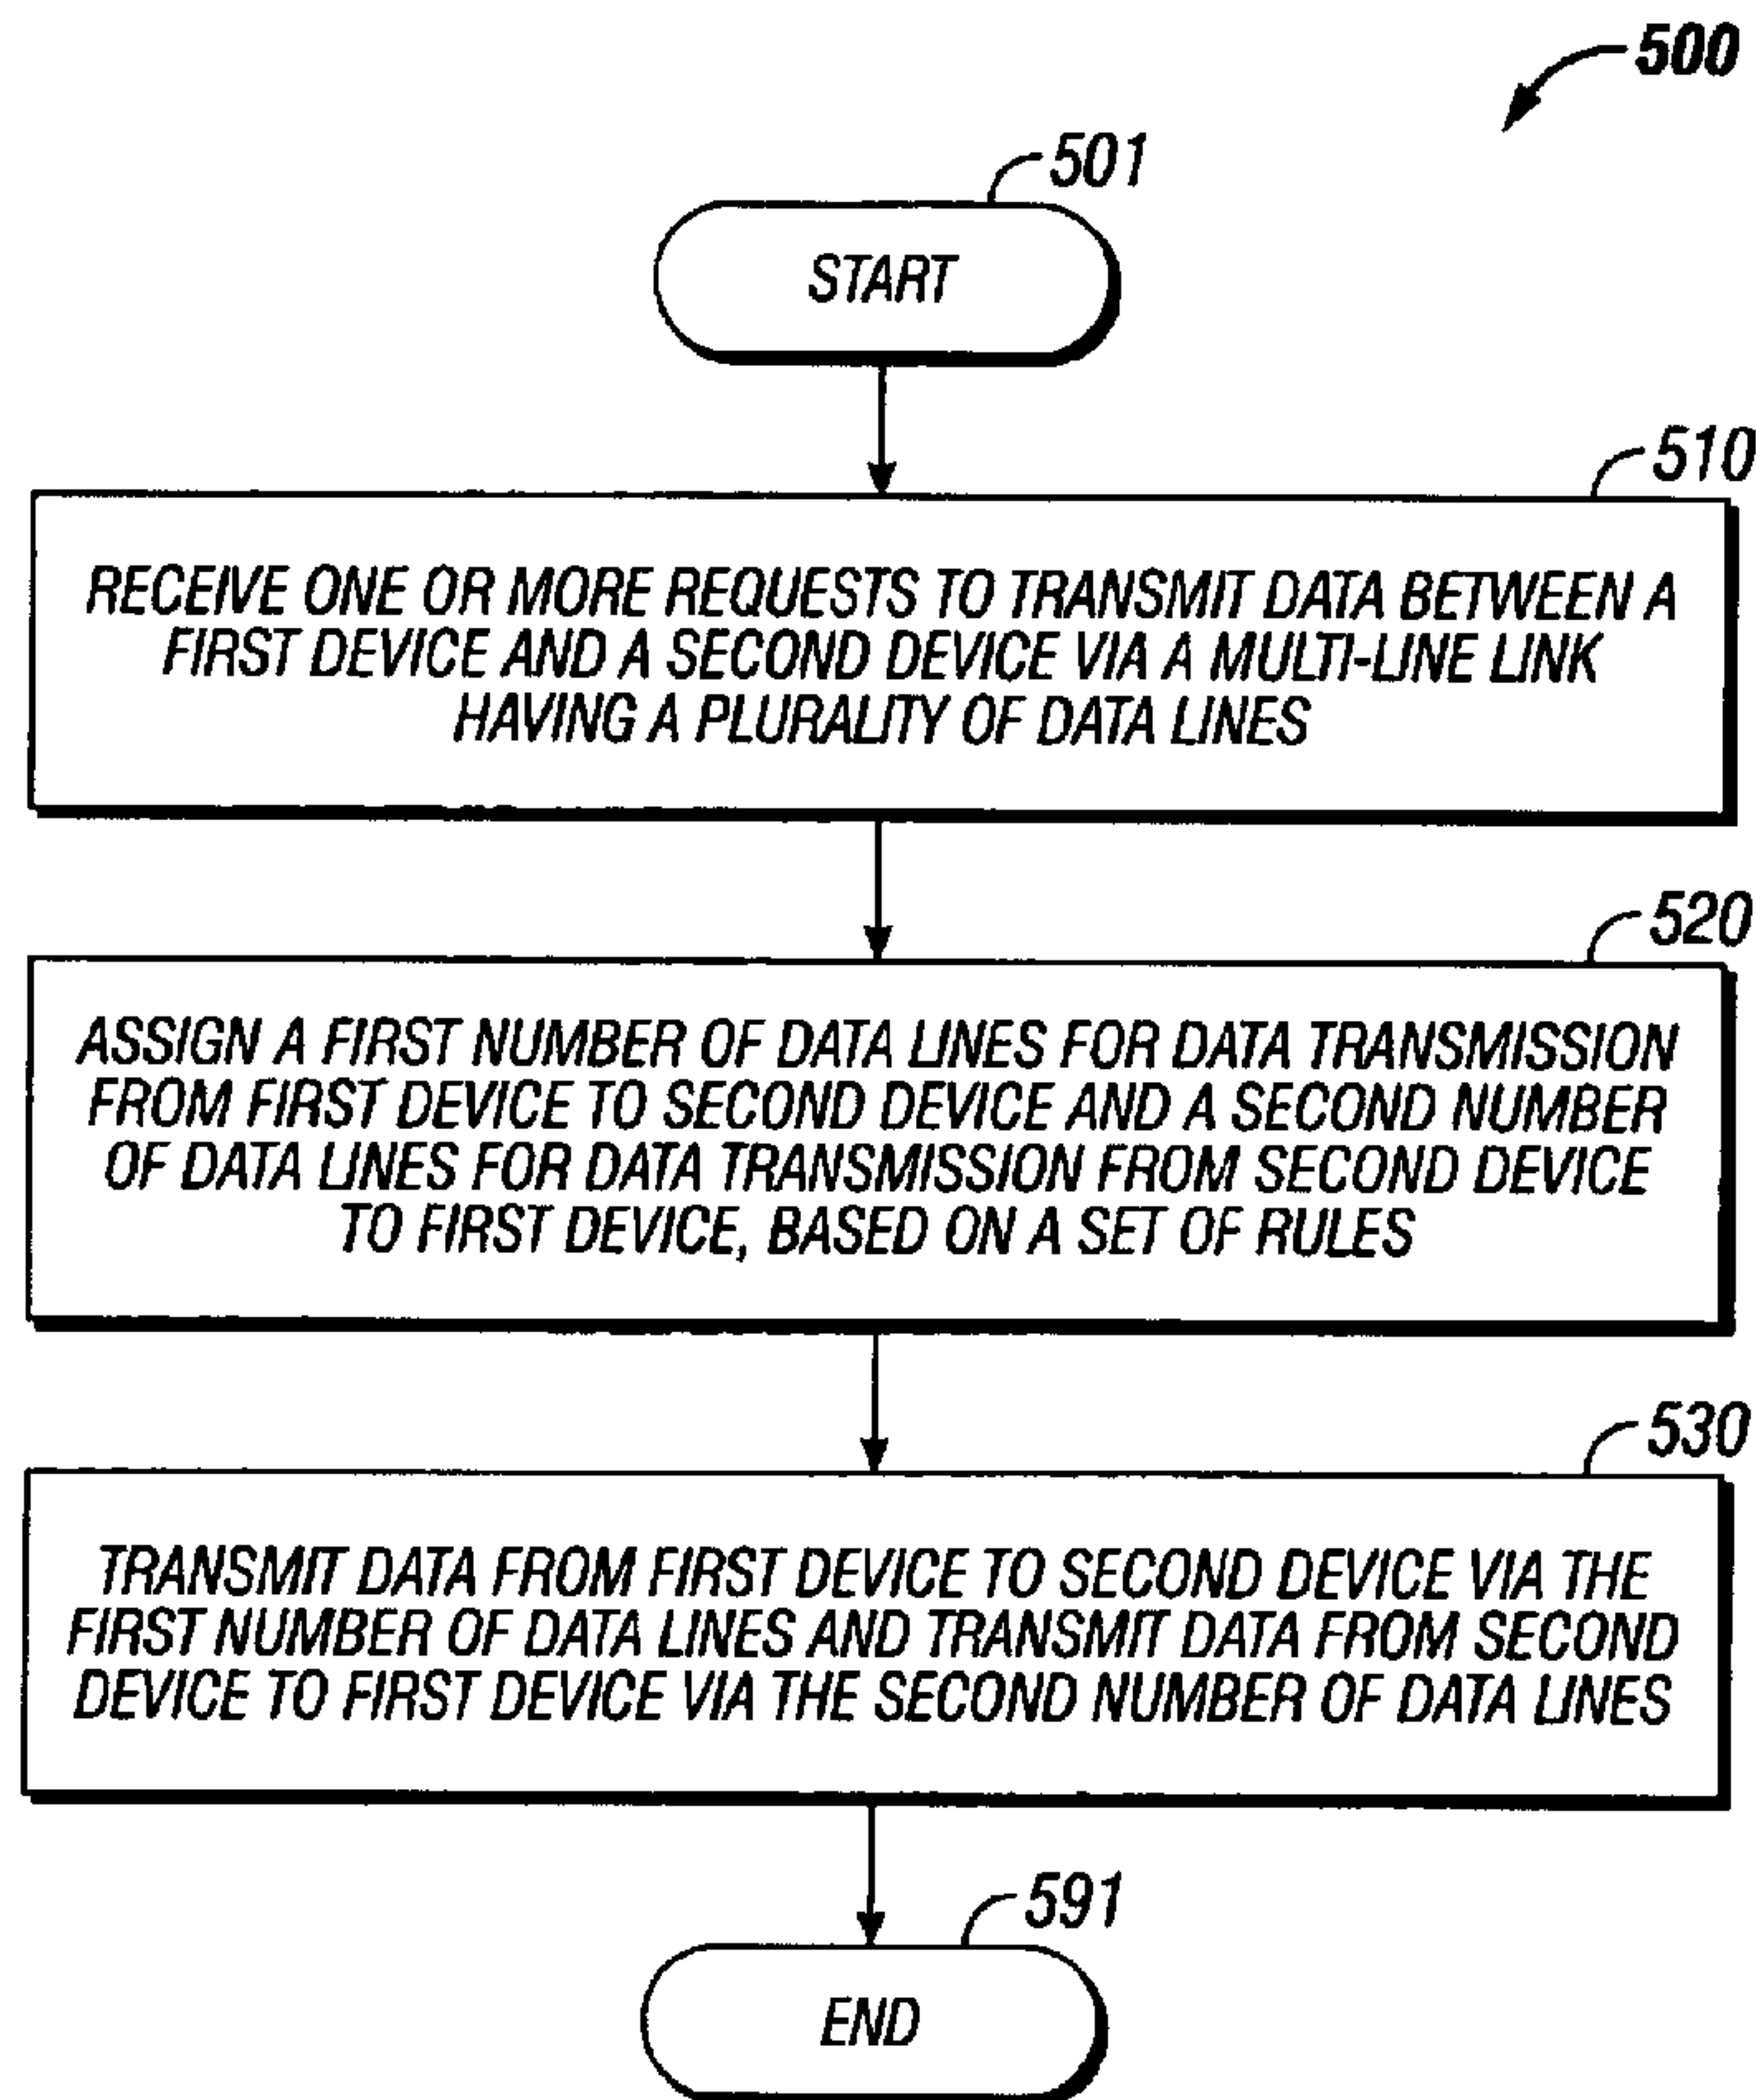 500
501
START
510
RECEIVE ONE OR MORE REQUESTS TO TRANSMIT DATA BETWEEN A
FIRST DEVICE AND A SECOND DEVICE VIA A MULTI-LINE LINK
HAVING A PLURALITY OF DATA LINES
520
ASSIGN A FIRST NUMBER OF DATA LINES FOR DATA TRANSMISSION
FROM FIRST DEVICE TO SECOND DEVICE AND A SECOND NUMBER
OF DATA LINES FOR DATA TRANSMISSION FROM SECOND DEVICE
TO FIRST DEVICE, BASED ON A SET OF RULES
530
TRANSMIT DATA FROM FIRST DEVICE TO SECOND DEVICE VIA THE
FIRST NUMBER OF DATA LINES AND TRANSMIT DATA FROM SECOND
DEVICE TO FIRST DEVICE VIA THE SECOND NUMBER OF DATA LINES
591
END